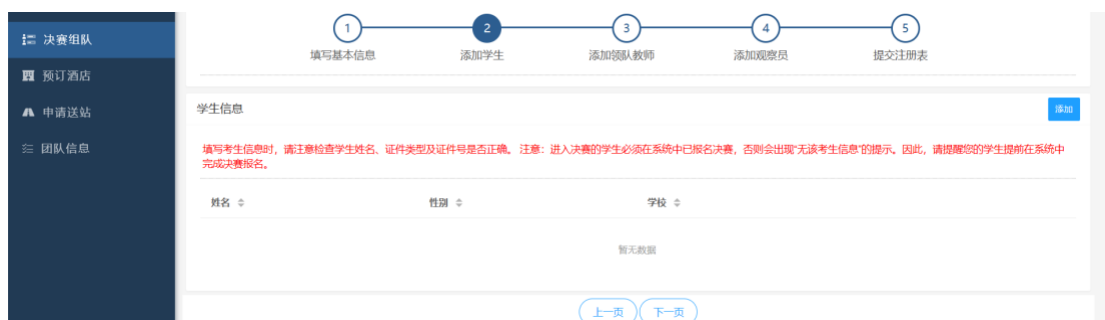 决赛组队
预订酒店
申请送站
团队信息
1 2 3 4 5
填写基本信息 添加学生 添加领队教师 添加观察员 提交注册表
学生信息 添加
填写考生信息时，请注意检查学生姓名、证件类型及证件号是否正确。 注意：进入决赛的学生必须在系统中已报名决赛，否则会出现“无该考生信息”的提示。因此，请提醒您的学生提前在系统中
完成决赛报名。
姓名 性别 学校
暂无数据
上一页 下一页